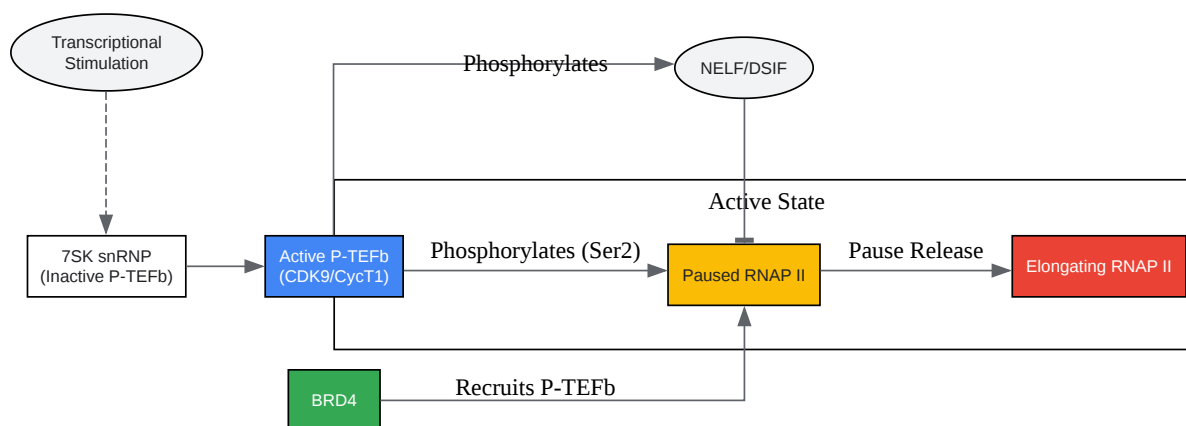 Transcriptional
Stimulation
Phosphorylates
NELF/DSIF
Active State
7SK snRNP
(Inactive P-TEFb)
Active P-TEFb
(CDK9/CycT1)
Phosphorylates (Ser2)
Paused RNAP II
Pause Release
Elongating RNAP II
BRD4
Recruits P-TEFb